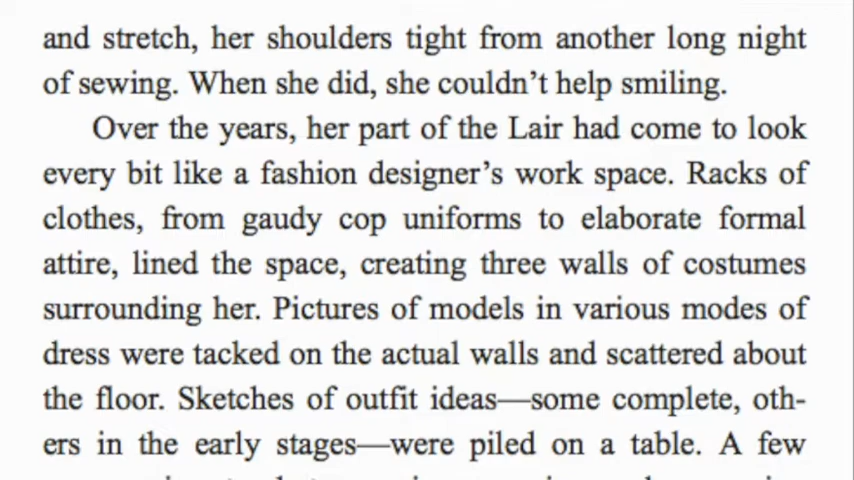 and stretch, her shoulders tight from another long night
of sewing. When she did, she couldn’t help smiling.
Over the years, her part of the Lair had come to look
every bit like a fashion designer’s work space. Racks of
clothes, from gaudy cop uniforms to elaborate formal
attire, lined the space, creating three walls of costumes
surrounding her. Pictures of models in various modes of
dress were tacked on the actual walls and scattered about
the floor. Sketches of outfit ideas—some complete, oth-
ers in the early stages—were piled on a table. A few